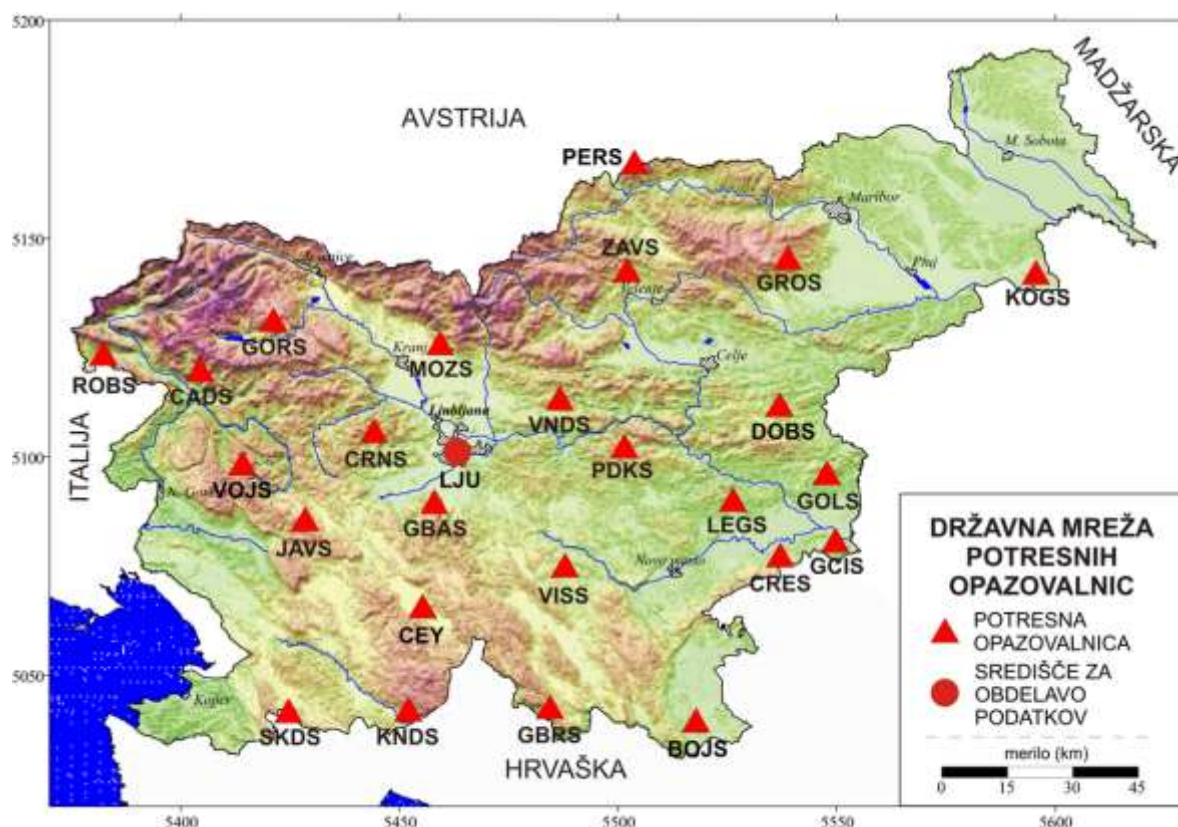 5200
MADŽARSKA
AVSTRIJA
PERS
M. Sobota
Maribor
5150
ZAVS
GROS
Ptuj
KOGS
GORS
Kranj
MOZS
Celje
ROBS
CADS
Ljubljana
VNDS
DOBS
ITALIJA
CRNS
5100
LJU
PDKS
VOJS
GOLS
GBAS
LEGS
JAVS
Novo mesto
GCIS
CRES
VISS
CEY
5050
Koper
SKDS
KNDS
GBRS
BOJS
HRVAŠKA
DRŽAVNA MREŽA
POTRESNIH
OPAZOVALNIC
POTRESNA
OPAZOVALNICA
SREDIŠČE ZA
OBDELAVO
PODATKOV
merilo (km)
0 15 30 45
5400 5450 5500 5550 5600